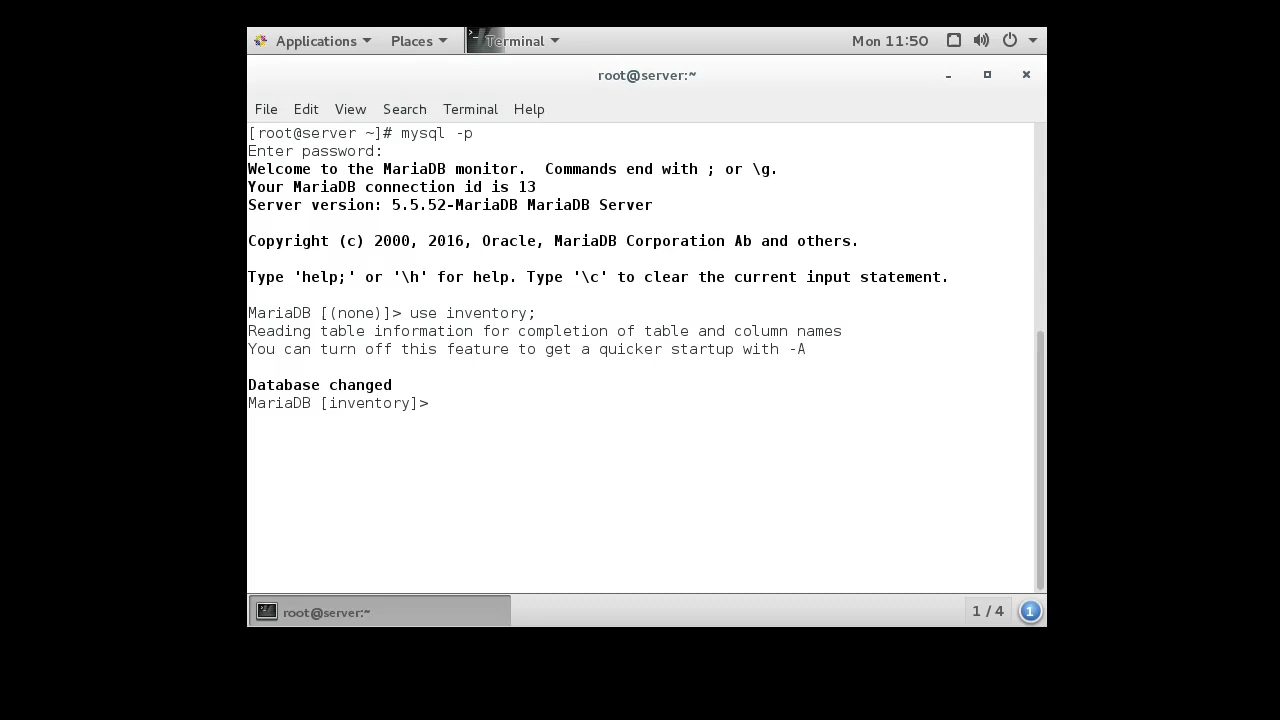 Applications Places Terminal Mon 11:50
root@server:~
File Edit View Search Terminal Help
[root@server ~]# mysql -p
Enter password:
Welcome to the MariaDB monitor.  Commands end with ; or \g.
Your MariaDB connection id is 13
Server version: 5.5.52-MariaDB MariaDB Server
Copyright (c) 2000, 2016, Oracle, MariaDB Corporation Ab and others.
Type 'help;' or '\h' for help. Type '\c' to clear the current input statement.
MariaDB [(none)]> use inventory;
Reading table information for completion of table and column names
You can turn off this feature to get a quicker startup with -A
Database changed
MariaDB [inventory]>
root@server:~ 1 / 4 1